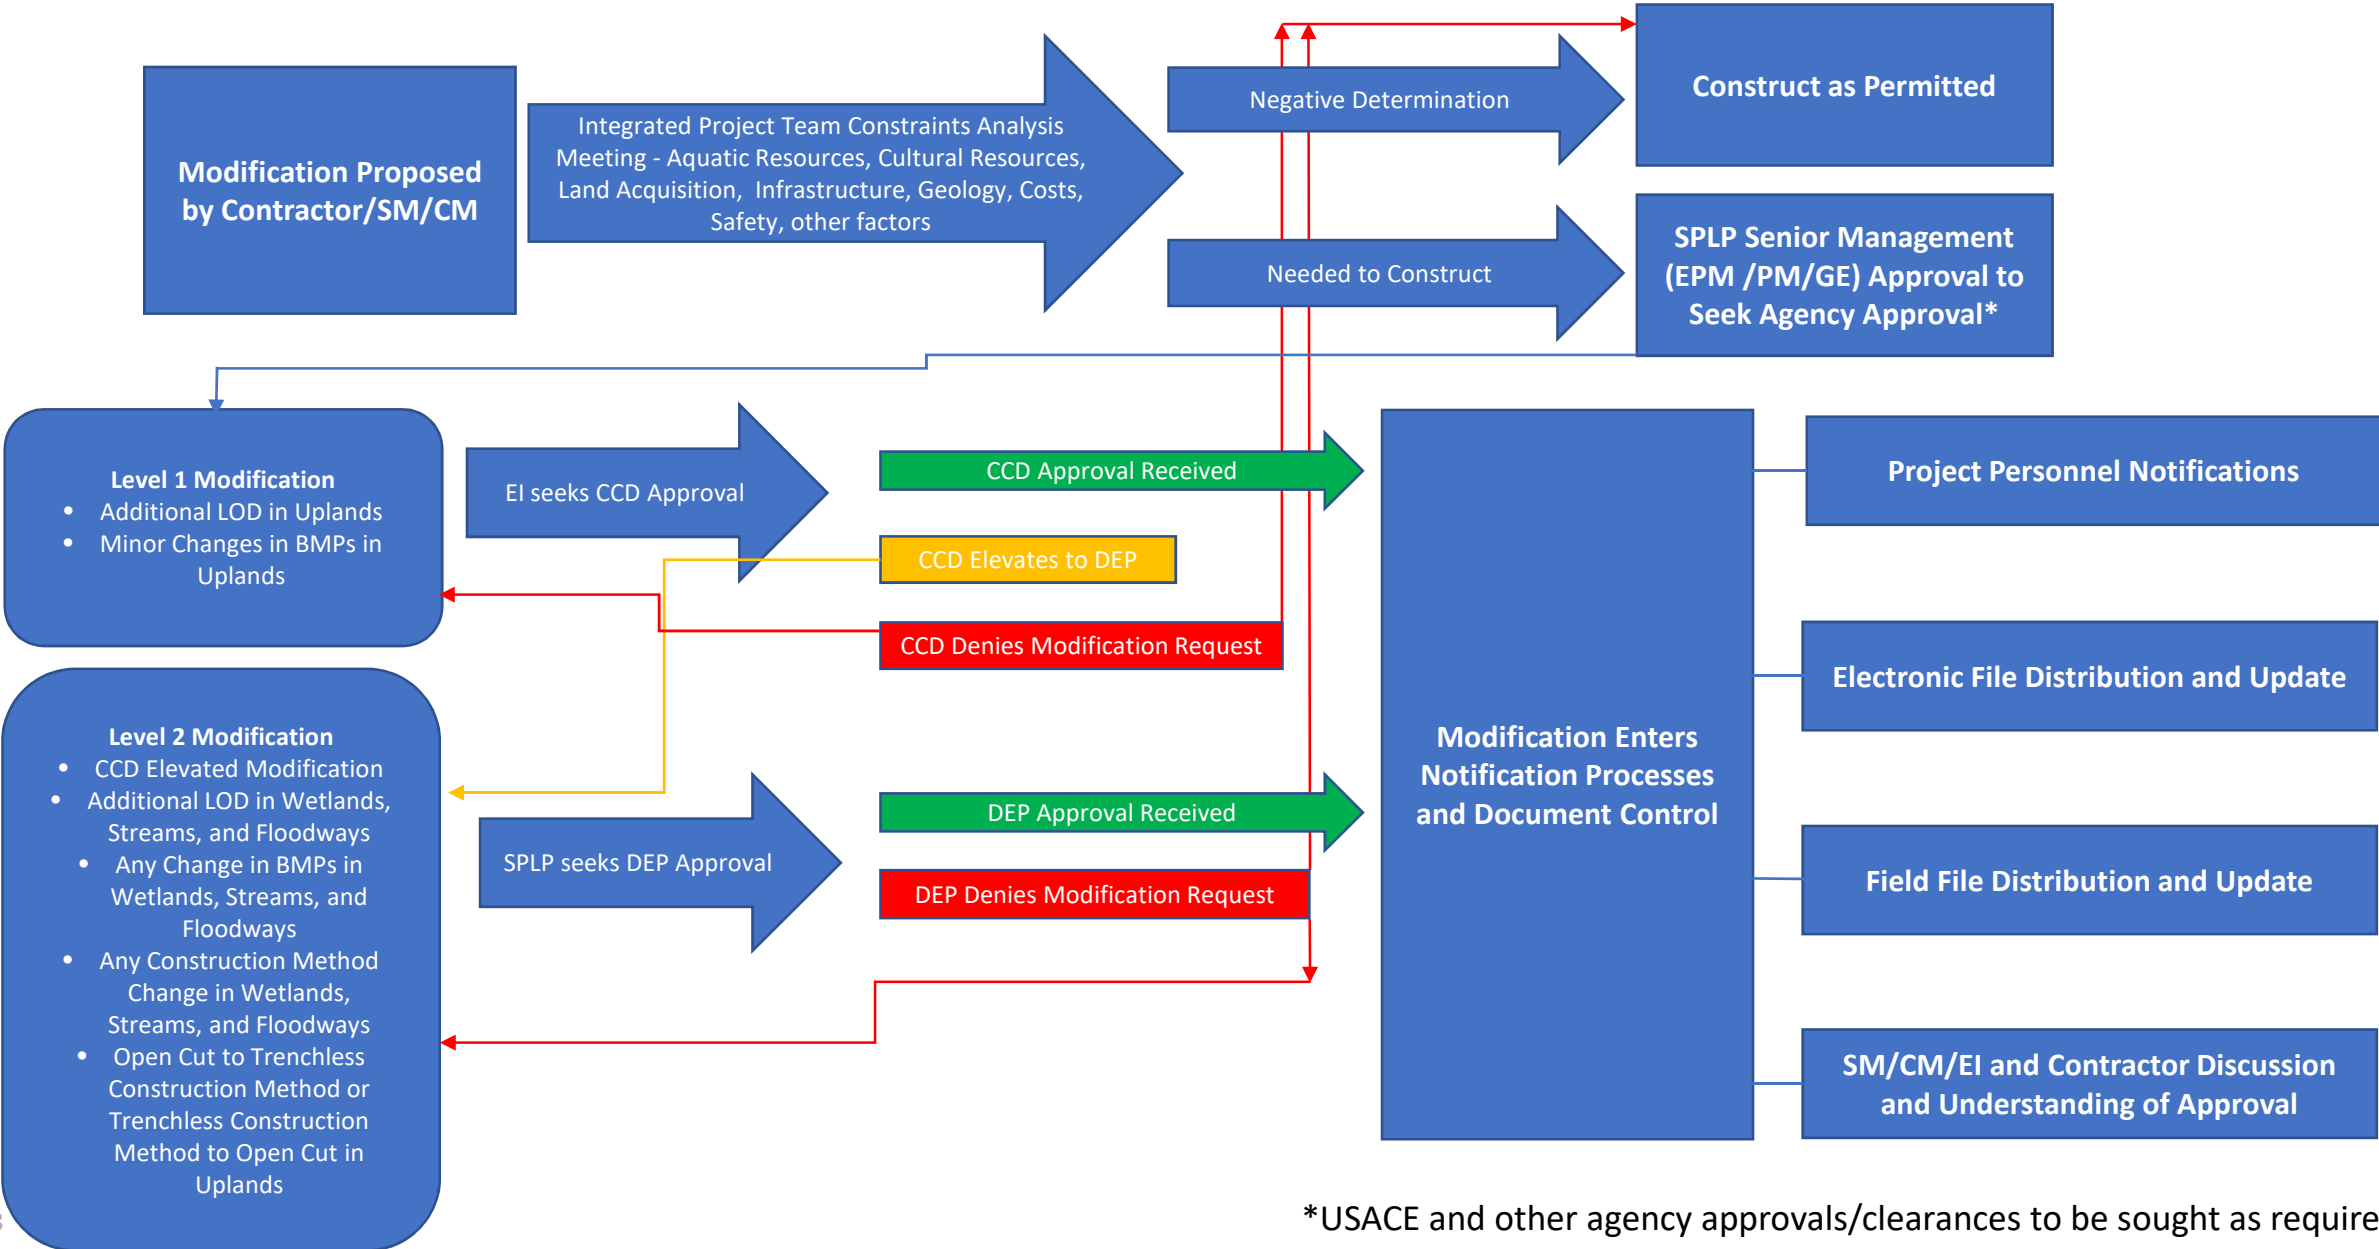 Modification Proposed
by Contractor/SM/CM
Integrated Project Team Constraints Analysis
Meeting - Aquatic Resources, Cultural Resources,
Land Acquisition, Infrastructure, Geology, Costs,
Safety, other factors
Negative Determination
Construct as Permitted
Needed to Construct
SPLP Senior Management
(EPM /PM/GE) Approval to
Seek Agency Approval*
Level 1 Modification
• Additional LOD in Uplands
• Minor Changes in BMPs in
Uplands
EI seeks CCD Approval
CCD Approval Received
CCD Elevates to DEP
CCD Denies Modification Request
Level 2 Modification
• CCD Elevated Modification
• Additional LOD in Wetlands,
Streams, and Floodways
• Any Change in BMPs in
Wetlands, Streams, and
Floodways
• Any Construction Method
Change in Wetlands,
Streams, and Floodways
• Open Cut to Trenchless
Construction Method or
Trenchless Construction
Method to Open Cut in
Uplands
SPLP seeks DEP Approval
DEP Approval Received
DEP Denies Modification Request
Modification Enters
Notification Processes
and Document Control
Project Personnel Notifications
Electronic File Distribution and Update
Field File Distribution and Update
SM/CM/EI and Contractor Discussion
and Understanding of Approval
*USACE and other agency approvals/clearances to be sought as require